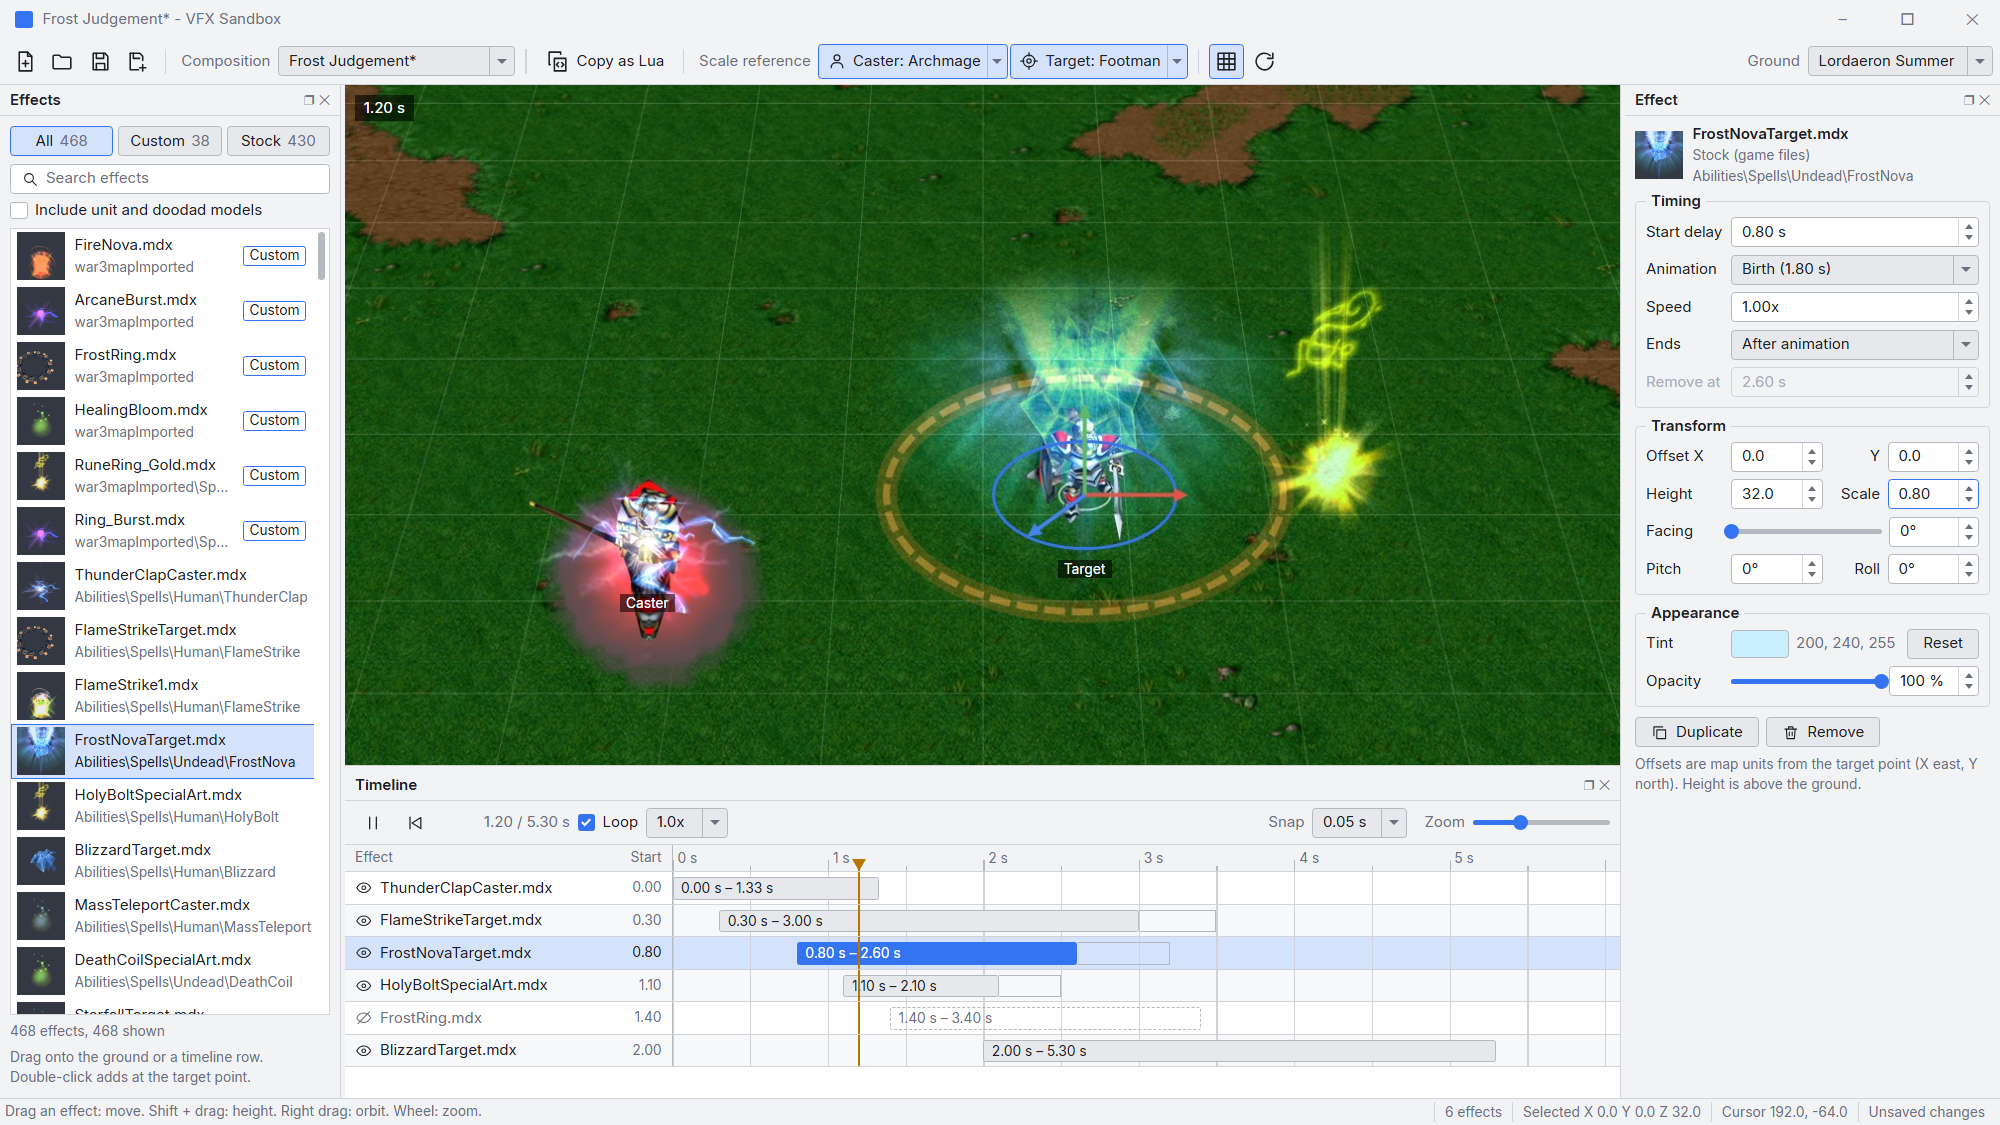 Frost Judgement* - VFX Sandbox
Composition
Frost Judgement*
Copy as Lua
Scale reference
Caster: Archmage
Target: Footman
Ground
Lordaeron Summer
Effects
All 468
Custom 38
Stock 430
Search effects
Include unit and doodad models
FireNova.mdx
war3mapImported
Custom
ArcaneBurst.mdx
war3mapImported
Custom
FrostRing.mdx
war3mapImported
Custom
HealingBloom.mdx
war3mapImported
Custom
RuneRing_Gold.mdx
war3mapImported\Sp...
Custom
Ring_Burst.mdx
war3mapImported\Sp...
Custom
ThunderClapCaster.mdx
Abilities\Spells\Human\ThunderClap
FlameStrikeTarget.mdx
Abilities\Spells\Human\FlameStrike
FlameStrike1.mdx
Abilities\Spells\Human\FlameStrike
FrostNovaTarget.mdx
Abilities\Spells\Undead\FrostNova
HolyBoltSpecialArt.mdx
Abilities\Spells\Human\HolyBolt
BlizzardTarget.mdx
Abilities\Spells\Human\Blizzard
MassTeleportCaster.mdx
Abilities\Spells\Human\MassTeleport
DeathCoilSpecialArt.mdx
Abilities\Spells\Undead\DeathCoil
StarfallTarget.mdx
468 effects, 468 shown
Drag onto the ground or a timeline row.
Double-click adds at the target point.
1.20 s
Caster
Target
Timeline
1.20 / 5.30 s
Loop
1.0x
Snap
0.05 s
Zoom
Effect
Start
0 s
1 s
2 s
3 s
4 s
5 s
ThunderClapCaster.mdx
0.00
0.00 s – 1.33 s
FlameStrikeTarget.mdx
0.30
0.30 s – 3.00 s
FrostNovaTarget.mdx
0.80
0.80 s – 2.60 s
HolyBoltSpecialArt.mdx
1.10
1.10 s – 2.10 s
FrostRing.mdx
1.40
1.40 s – 3.40 s
BlizzardTarget.mdx
2.00
2.00 s – 5.30 s
Effect
FrostNovaTarget.mdx
Stock (game files)
Abilities\Spells\Undead\FrostNova
Timing
Start delay
0.80 s
Animation
Birth (1.80 s)
Speed
1.00x
Ends
After animation
Remove at
2.60 s
Transform
Offset X
0.0
Y
0.0
Height
32.0
Scale
0.80
Facing
0°
Pitch
0°
Roll
0°
Appearance
Tint
200, 240, 255
Reset
Opacity
100 %
Duplicate
Remove
Offsets are map units from the target point (X east, Y
north). Height is above the ground.
Drag an effect: move. Shift + drag: height. Right drag: orbit. Wheel: zoom.
6 effects
Selected X 0.0 Y 0.0 Z 32.0
Cursor 192.0, -64.0
Unsaved changes